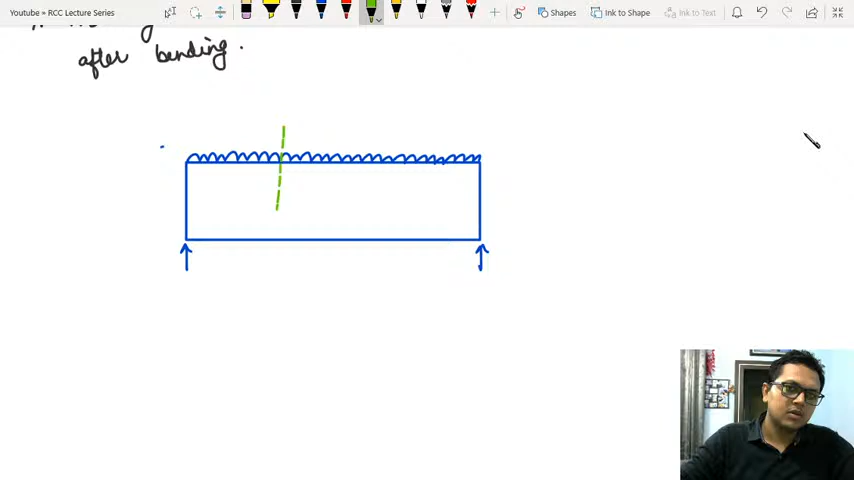 Youtube » RCC Lecture Series
Shapes
Ink to Shape
Ink to Text
after bending.